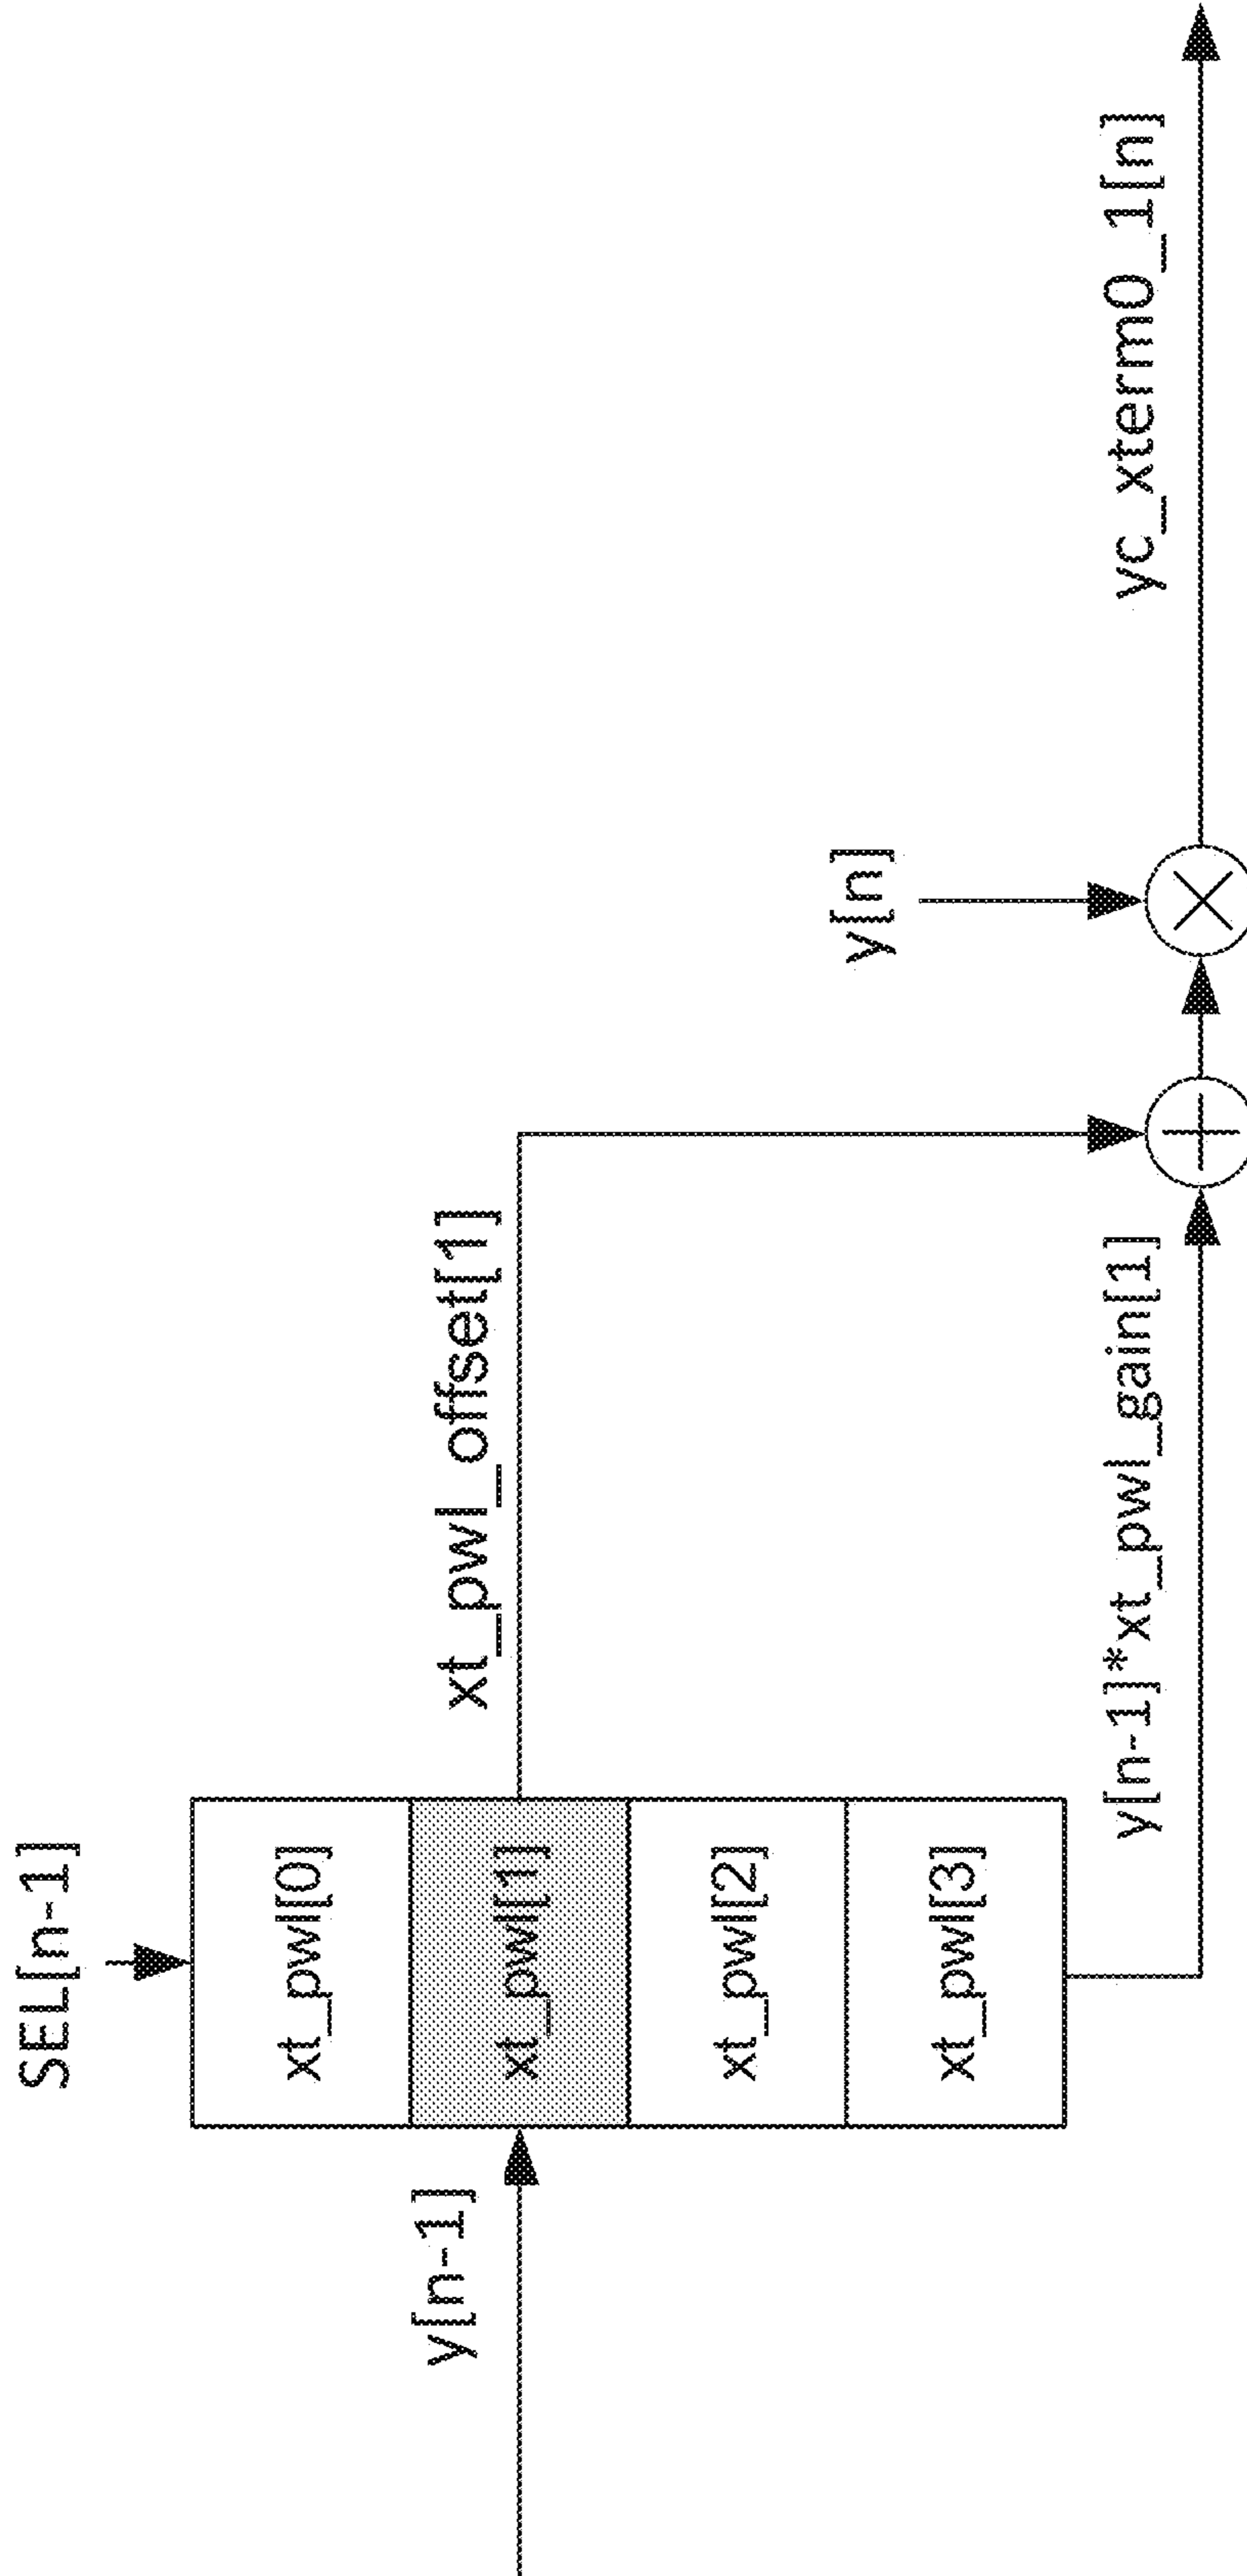 SEL[n-1]
y[n-1]
xt_pwl[0]
xt_pwl[1]
xt_pwl[2]
xt_pwl[3]
xt_pwl_offset[1]
y[n-1]*xt_pwl_gain[1]
y[n]
yc_xterm0_1[n]